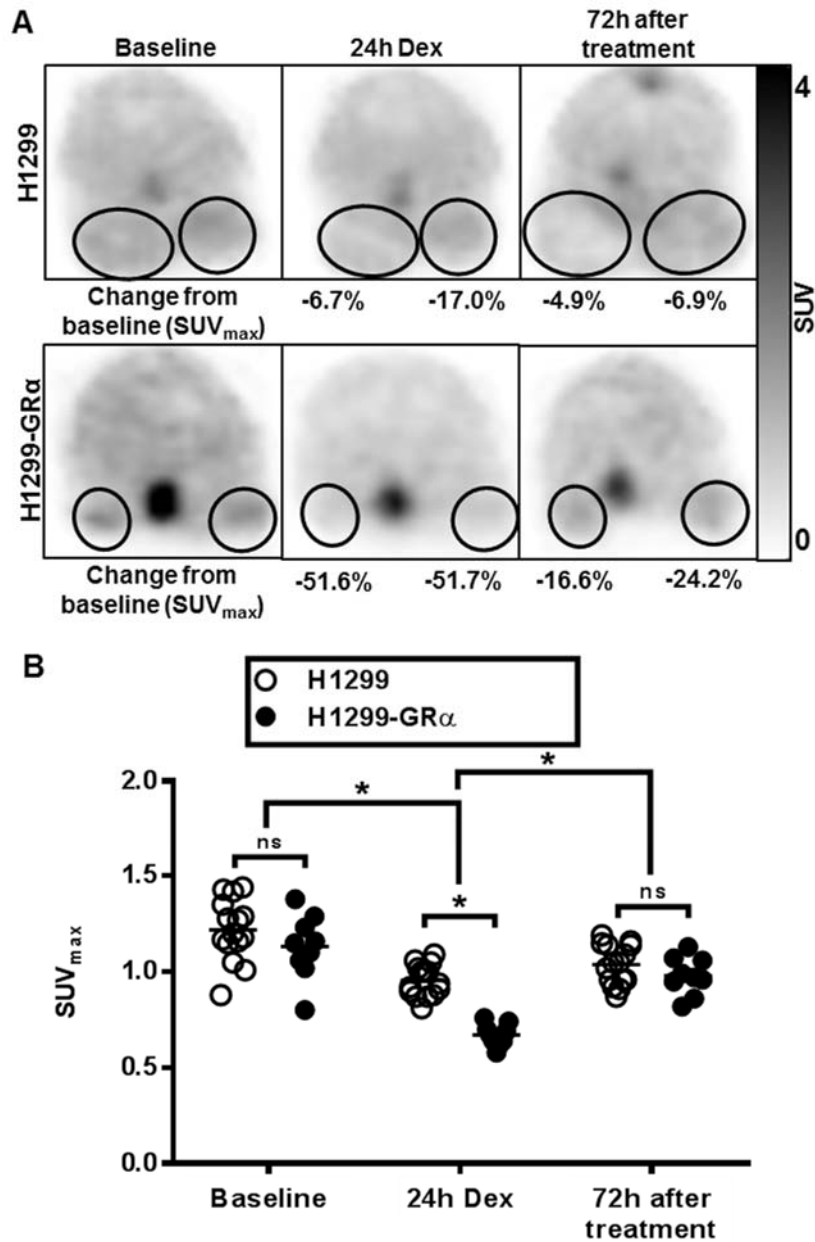 A
Baseline
24h Dex
72h after
treatment
H1299
4
SUV
0
Change from
baseline (SUVmax)
-6.7%
-17.0%
-4.9%
-6.9%
H1299-GRα
Change from
baseline (SUVmax)
-51.6%
-51.7%
-16.6%
-24.2%
B
H1299
H1299-GRα
SUVmax
2.0
1.5
1.0
0.5
0.0
ns
*
*
*
ns
Baseline
24h Dex
72h after
treatment